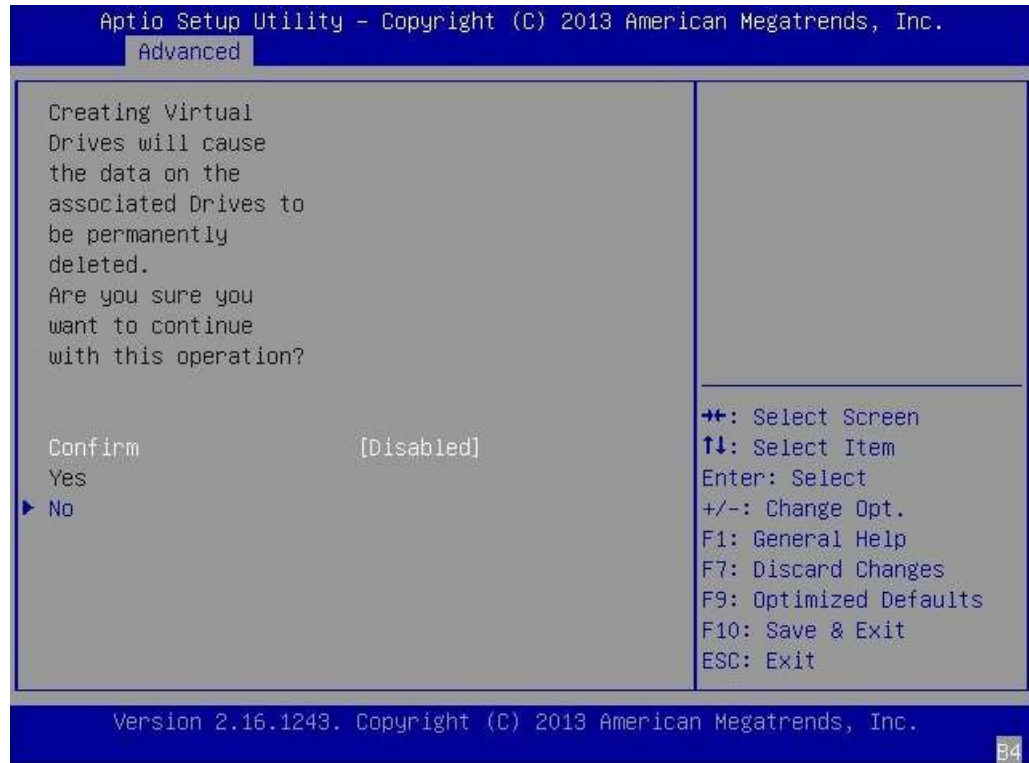 Aptio Setup Utility – Copyright (C) 2013 American Megatrends, Inc.
Advanced
Creating Virtual
Drives will cause
the data on the
associated Drives to
be permanently
deleted.
Are you sure you
want to continue
with this operation?
Confirm [Disabled]
Yes
► No
→←: Select Screen
↑↓: Select Item
Enter: Select
+/-: Change Opt.
F1: General Help
F7: Discard Changes
F9: Optimized Defaults
F10: Save & Exit
ESC: Exit
Version 2.16.1243. Copyright (C) 2013 American Megatrends, Inc.
B4